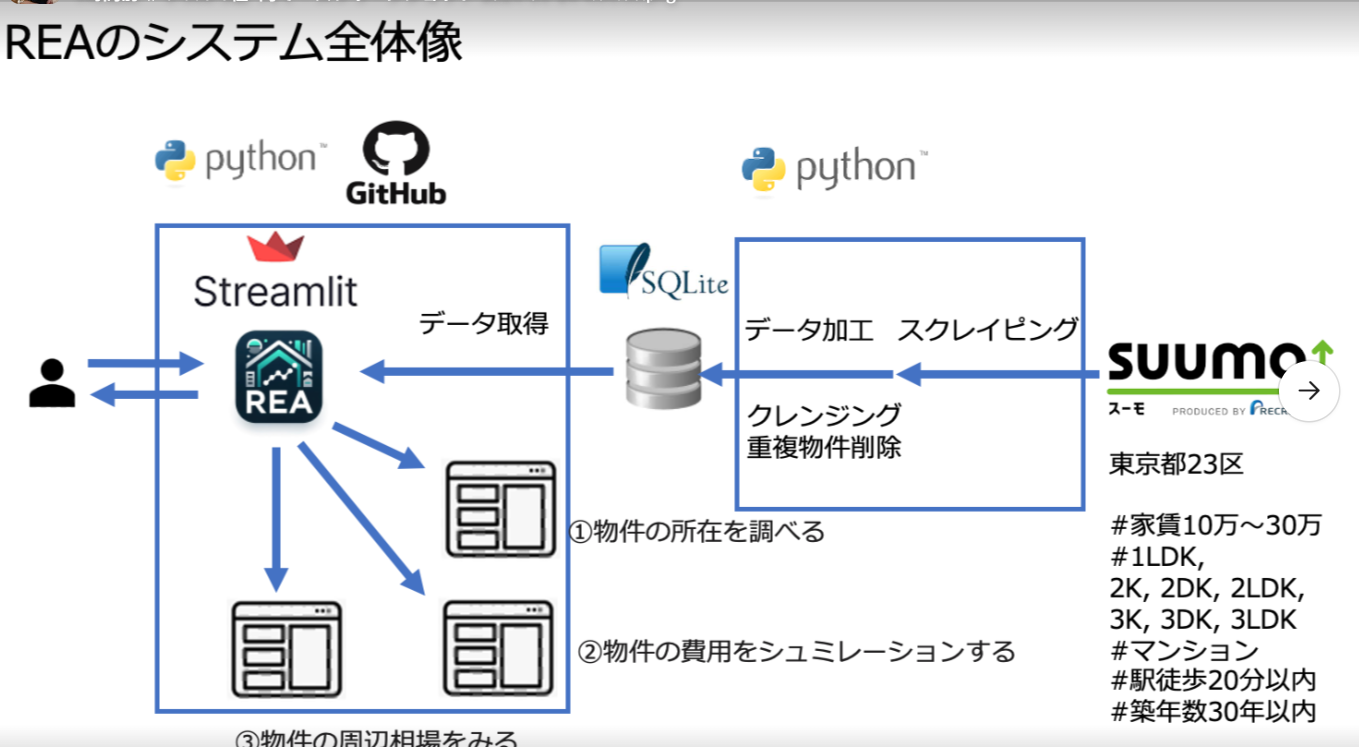 REAのシステム全体像
python™
GitHub
python™
Streamlit
SQLite
データ取得
データ加工 スクレイピング
REA
クレンジング
重複物件削除
suumo
スーモ PRODUCED BY
東京都23区
#家賃10万～30万
#1LDK,
2K, 2DK, 2LDK,
3K, 3DK, 3LDK
#マンション
#駅徒歩20分以内
#築年数30年以内
①物件の所在を調べる
②物件の費用をシュミレーションする
③物件の周辺相場をみる